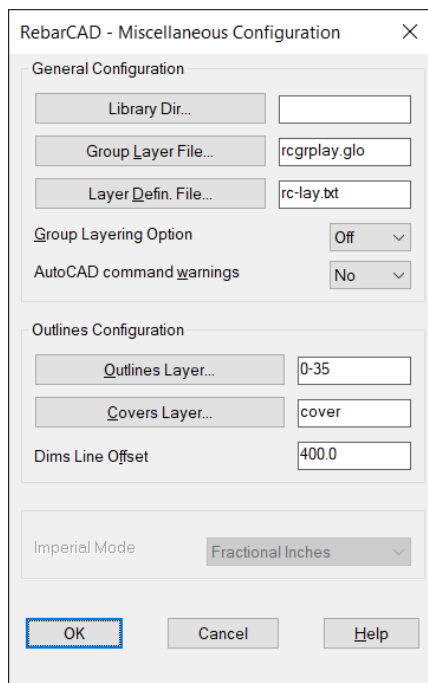 RebarCAD - Miscellaneous Configuration
General Configuration
Library Dir...
Group Layer File... rcgrplay.glo
Layer Defin. File... rc-lay.txt
Group Layering Option Off
AutoCAD command warnings No
Outlines Configuration
Outlines Layer... 0-35
Covers Layer... cover
Dims Line Offset 400.0
Imperial Mode Fractional Inches
OK Cancel Help